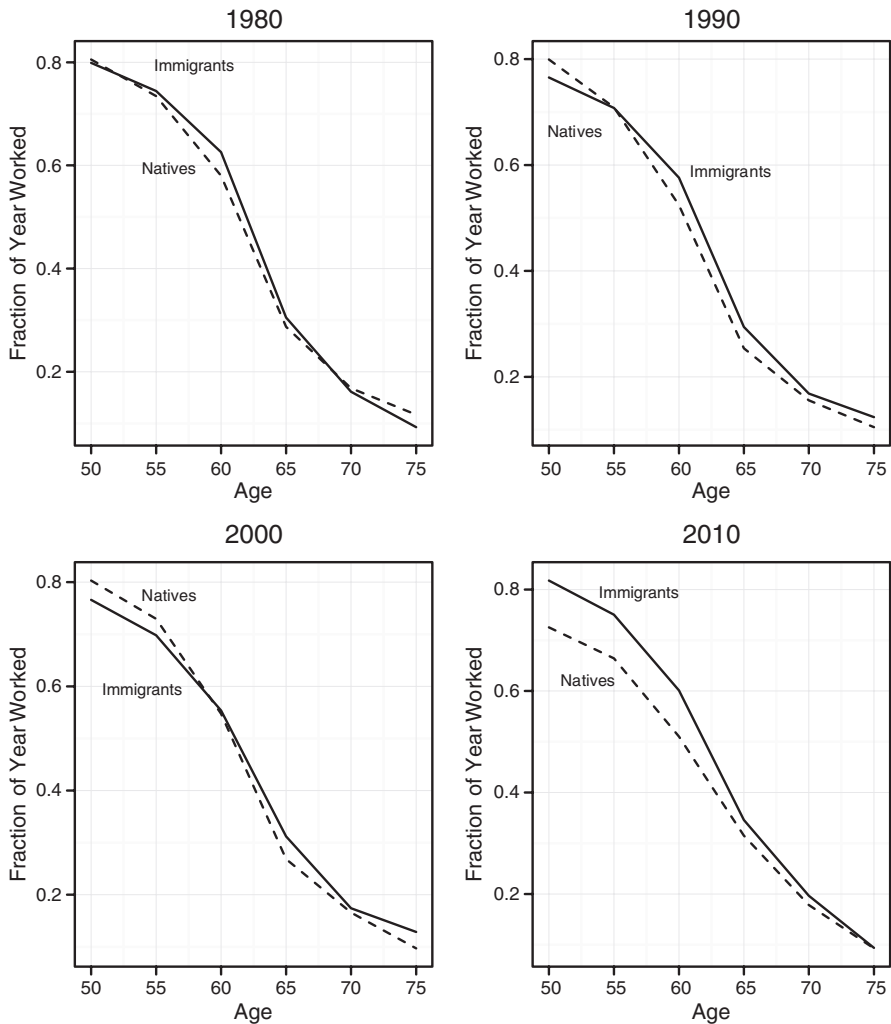 1980
Fraction of Year Worked
0.8
0.6
0.4
0.2
Immigrants
Natives
50 55 60 65 70 75
Age
1990
Fraction of Year Worked
0.8
0.6
0.4
0.2
Natives
Immigrants
50 55 60 65 70 75
Age
2000
Fraction of Year Worked
0.8
0.6
0.4
0.2
Natives
Immigrants
50 55 60 65 70 75
Age
2010
Fraction of Year Worked
0.8
0.6
0.4
0.2
Immigrants
Natives
50 55 60 65 70 75
Age